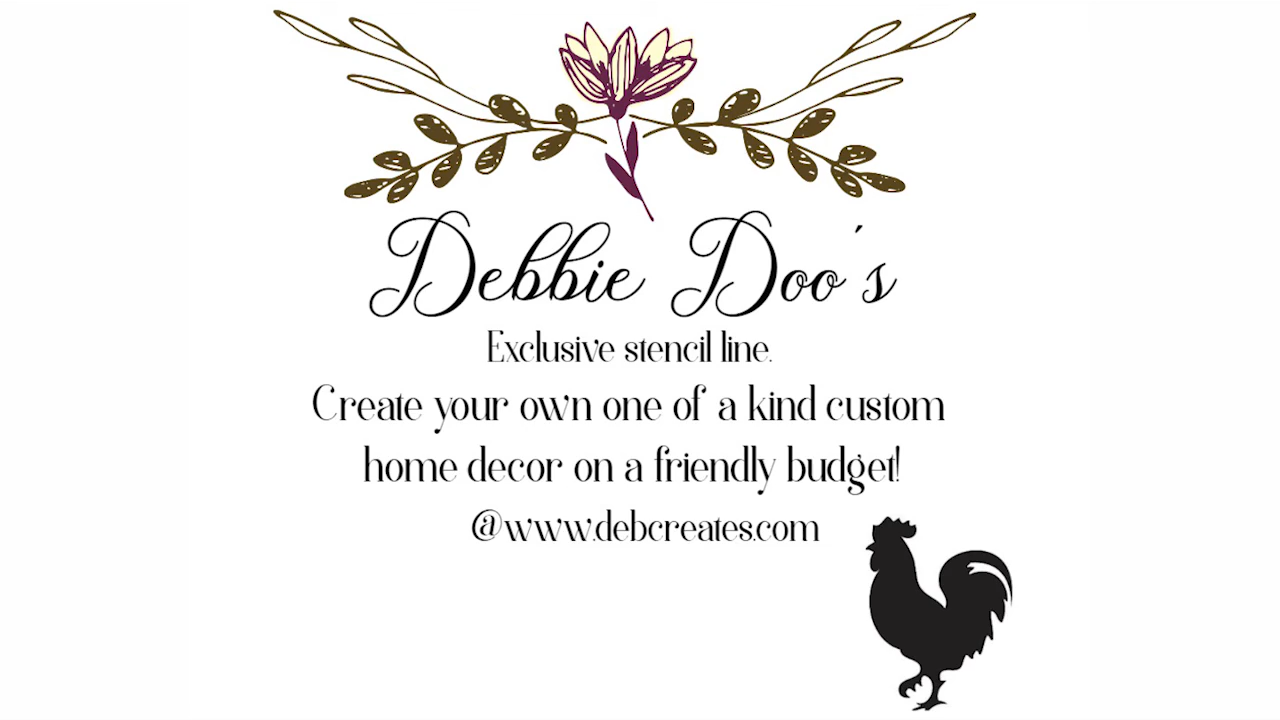 Debbie Doo's
Exclusive stencil line.
Create your own one of a kind custom
home decor on a friendly budget!
@www.debcreates.com